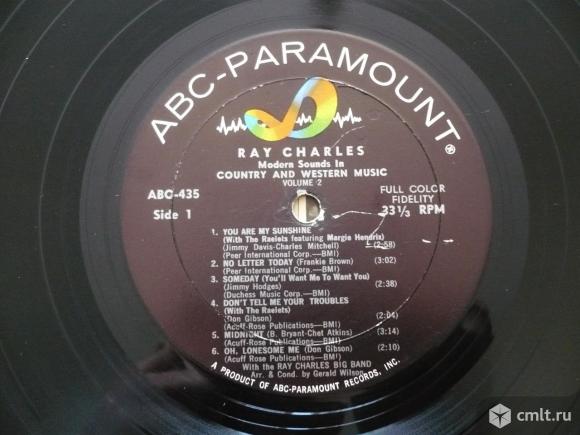 ABC-PARAMOUNT®
RAY CHARLES
Modern Sounds In
COUNTRY AND WESTERN MUSIC
VOLUME 2
ABC-435
Side 1
FULL COLOR
FIDELITY
33 1/3 RPM
1. YOU ARE MY SUNSHINE
(With The Raelets featuring Margie Hendrix)
(Jimmy Davis-Charles Mitchell) (2:58)
(Peer International Corp.—BMI)
2. NO LETTER TODAY (Frankie Brown) (3:02)
(Peer International Corp.—BMI)
3. SOMEDAY (You'll Want Me To Want You)
(Jimmy Hodges) (2:38)
(Duchess Music Corp.—BMI)
4. DON'T TELL ME YOUR TROUBLES
(With The Raelets)
(Don Gibson) (2:04)
(Acuff-Rose Publications—BMI)
5. MIDNIGHT (B. Bryant-Chet Atkins) (3:14)
(Acuff-Rose Publications—BMI)
6. OH, LONESOME ME (Don Gibson) (2:10)
(Acuff Rose Publications—BMI)
With the RAY CHARLES BIG BAND
Arr. & Cond. by Gerald Wilson
A PRODUCT OF ABC-PARAMOUNT RECORDS, INC.
cmlt.ru